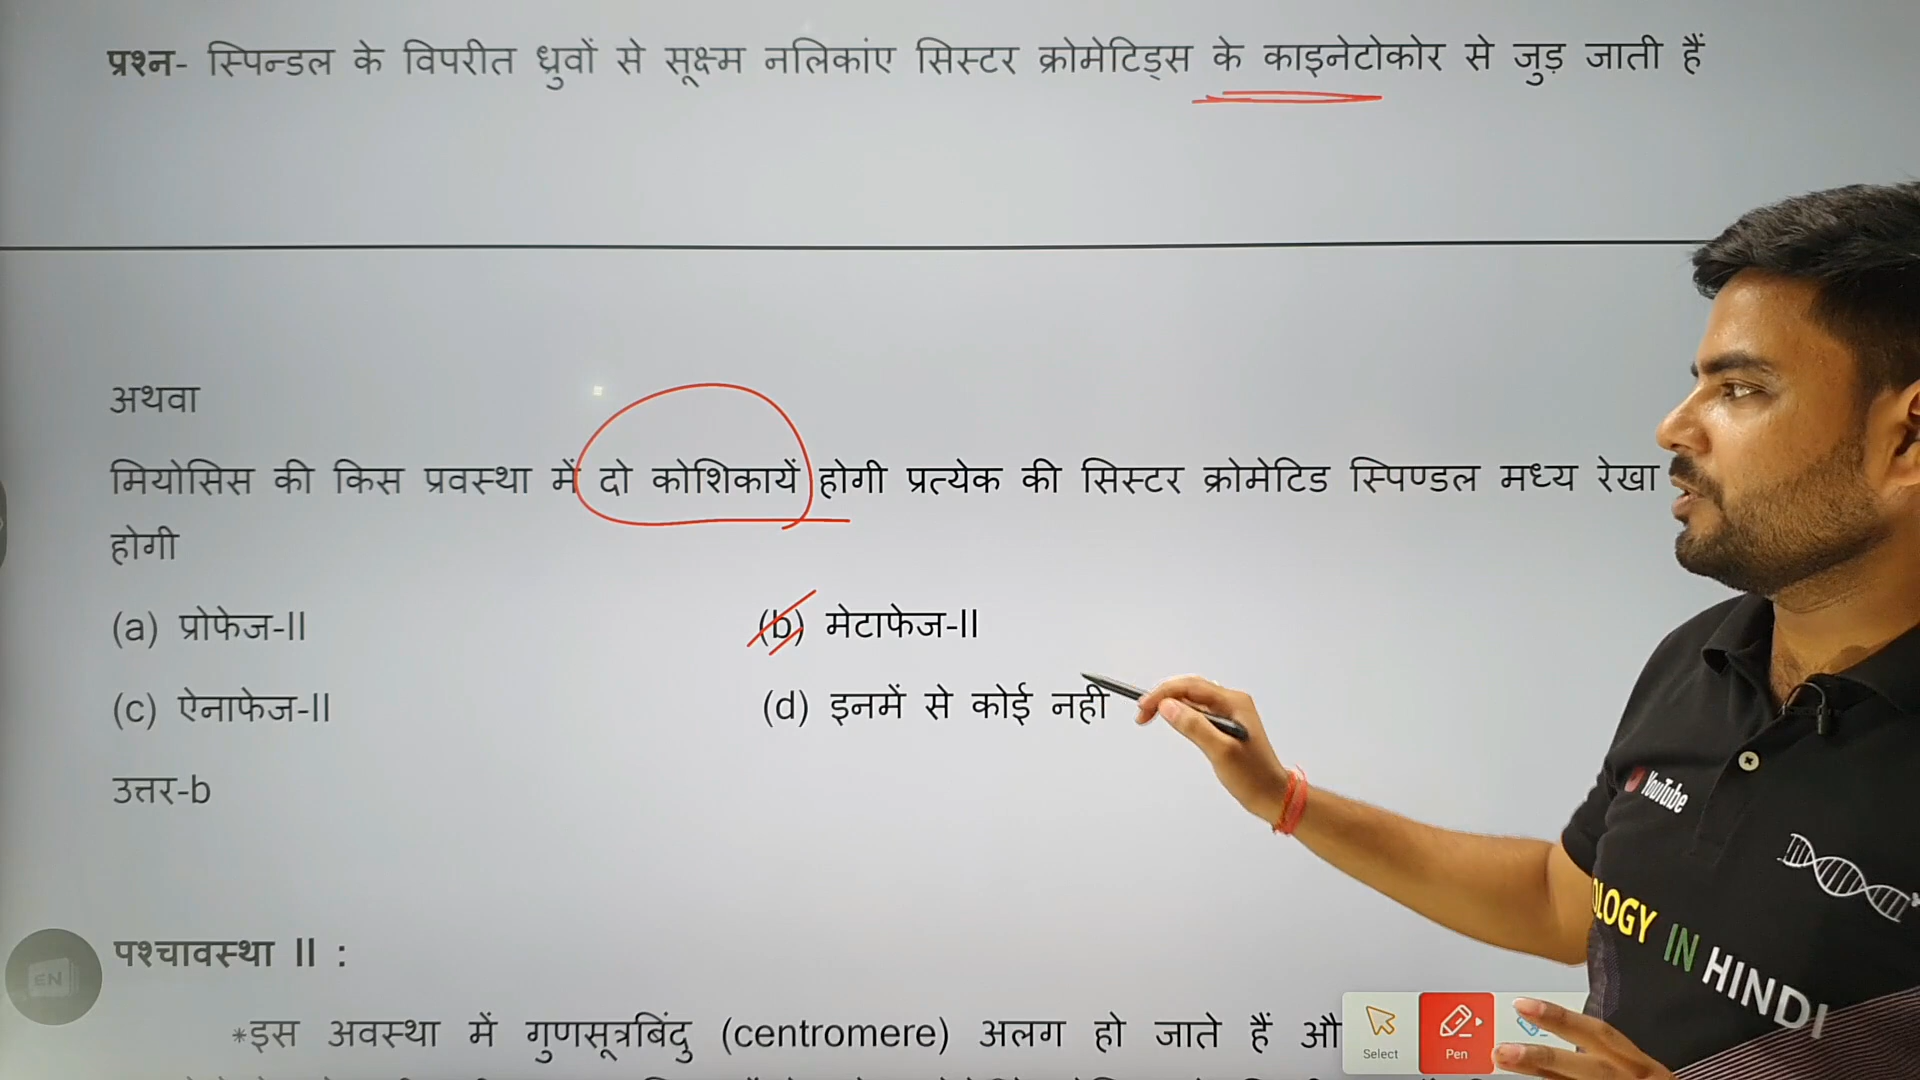 प्रश्न- स्पिन्डल के विपरीत ध्रुवों से सूक्ष्म नलिकांए सिस्टर क्रोमेटिड्स के काइनेटोकोर से जुड़ जाती हैं
अथवा
मियोसिस की किस प्रवस्था में दो कोशिकायें होगी प्रत्येक की सिस्टर क्रोमेटिड स्पिण्डल मध्य रेखा
होगी
(a) प्रोफेज-II (b) मेटाफेज-II
(c) ऐनाफेज-II (d) इनमें से कोई नही
उत्तर-b
पश्चावस्था II :
*इस अवस्था में गुणसूत्रबिंदु (centromere) अलग हो जाते हैं
EN
Select Pen
YouTube
OLOGY IN HINDI